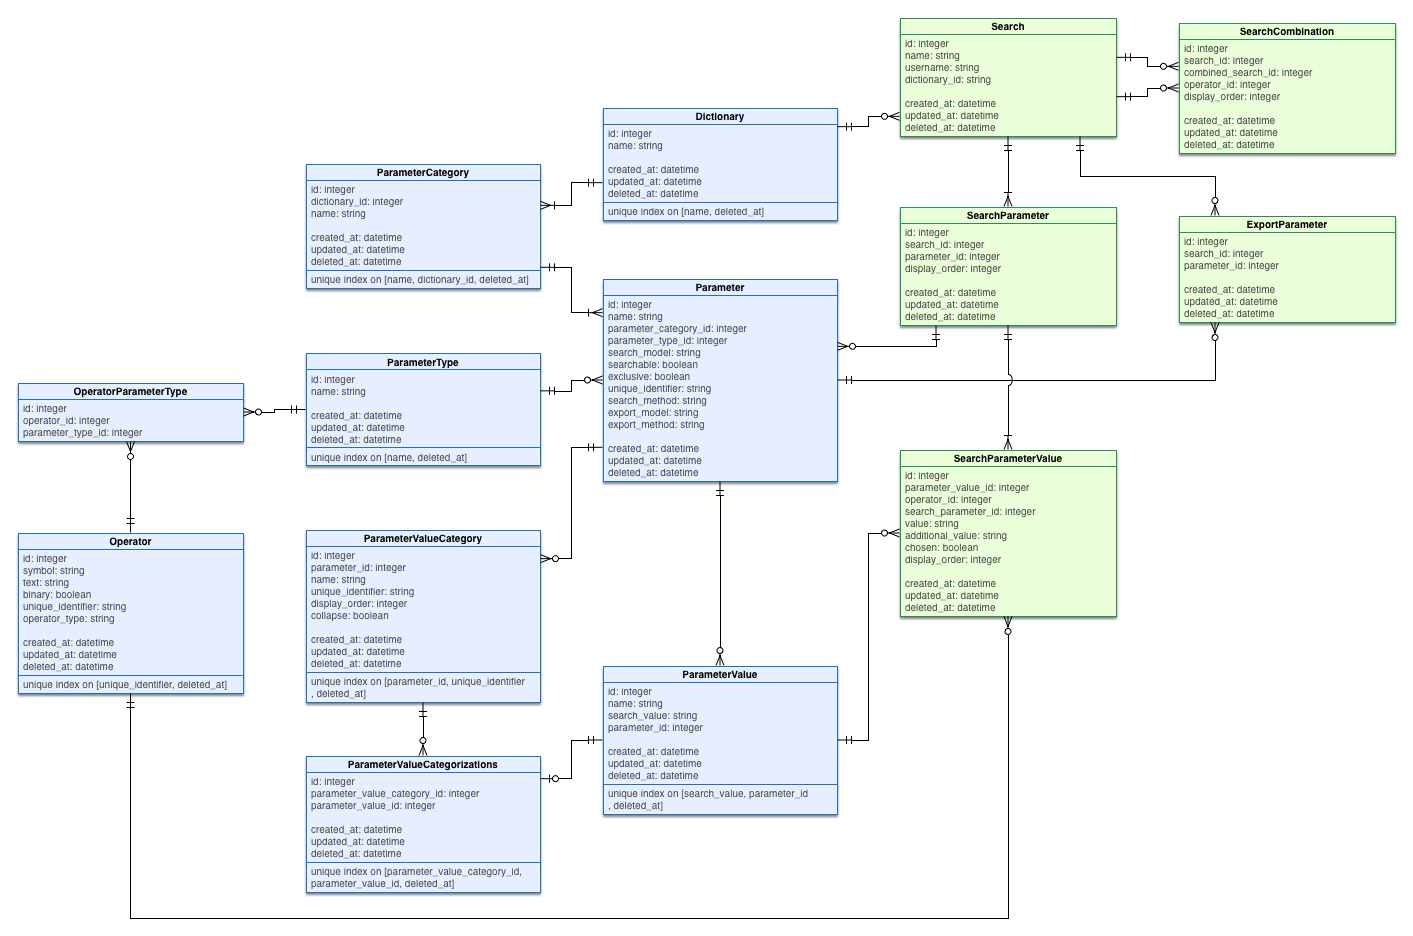 Search
id: integer
name: string
username: string
dictionary_id: string
created_at: datetime
updated_at: datetime
deleted_at: datetime
SearchCombination
id: integer
search_id: integer
combined_search_id: integer
operator_id: integer
display_order: integer
created_at: datetime
updated_at: datetime
deleted_at: datetime
Dictionary
id: integer
name: string
created_at: datetime
updated_at: datetime
deleted_at: datetime
unique index on [name, deleted_at]
ParameterCategory
id: integer
dictionary_id: integer
name: string
created_at: datetime
updated_at: datetime
deleted_at: datetime
unique index on [name, dictionary_id, deleted_at]
SearchParameter
id: integer
search_id: integer
parameter_id: integer
display_order: integer
created_at: datetime
updated_at: datetime
deleted_at: datetime
ExportParameter
id: integer
search_id: integer
parameter_id: integer
created_at: datetime
updated_at: datetime
deleted_at: datetime
Parameter
id: integer
name: string
parameter_category_id: integer
parameter_type_id: integer
search_model: string
searchable: boolean
exclusive: boolean
unique_identifier: string
search_method: string
export_model: string
export_method: string
created_at: datetime
updated_at: datetime
deleted_at: datetime
ParameterType
id: integer
name: string
created_at: datetime
updated_at: datetime
deleted_at: datetime
unique index on [name, deleted_at]
OperatorParameterType
id: integer
operator_id: integer
parameter_type_id: integer
SearchParameterValue
id: integer
parameter_value_id: integer
operator_id: integer
search_parameter_id: integer
value: string
additional_value: string
chosen: boolean
display_order: integer
created_at: datetime
updated_at: datetime
deleted_at: datetime
Operator
id: integer
symbol: string
text: string
binary: boolean
unique_identifier: string
operator_type: string
created_at: datetime
updated_at: datetime
deleted_at: datetime
unique index on [unique_identifier, deleted_at]
ParameterValueCategory
id: integer
parameter_id: integer
name: string
unique_identifier: string
display_order: integer
collapse: boolean
created_at: datetime
updated_at: datetime
deleted_at: datetime
unique index on [parameter_id, unique_identifier
, deleted_at]
ParameterValue
id: integer
name: string
search_value: string
parameter_id: integer
created_at: datetime
updated_at: datetime
deleted_at: datetime
unique index on [search_value, parameter_id
, deleted_at]
ParameterValueCategorizations
id: integer
parameter_value_category_id: integer
parameter_value_id: integer
created_at: datetime
updated_at: datetime
deleted_at: datetime
unique index on [parameter_value_category_id,
parameter_value_id, deleted_at]